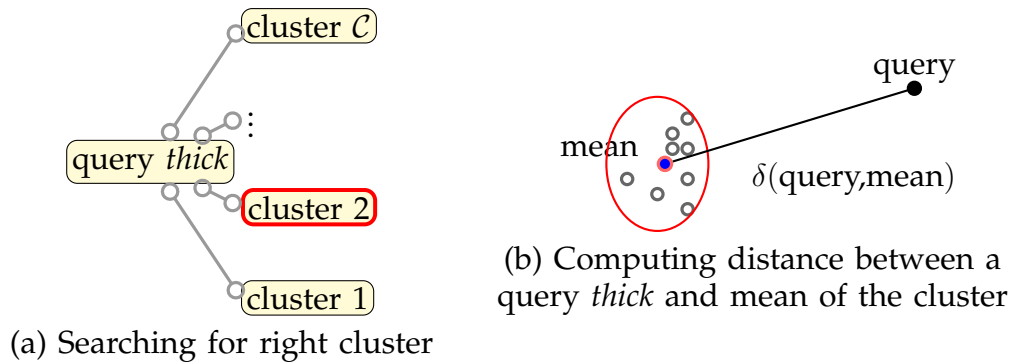 cluster C
⋮
query thick
cluster 2
cluster 1
(a) Searching for right cluster
query
mean
δ(query,mean)
(b) Computing distance between a
query thick and mean of the cluster